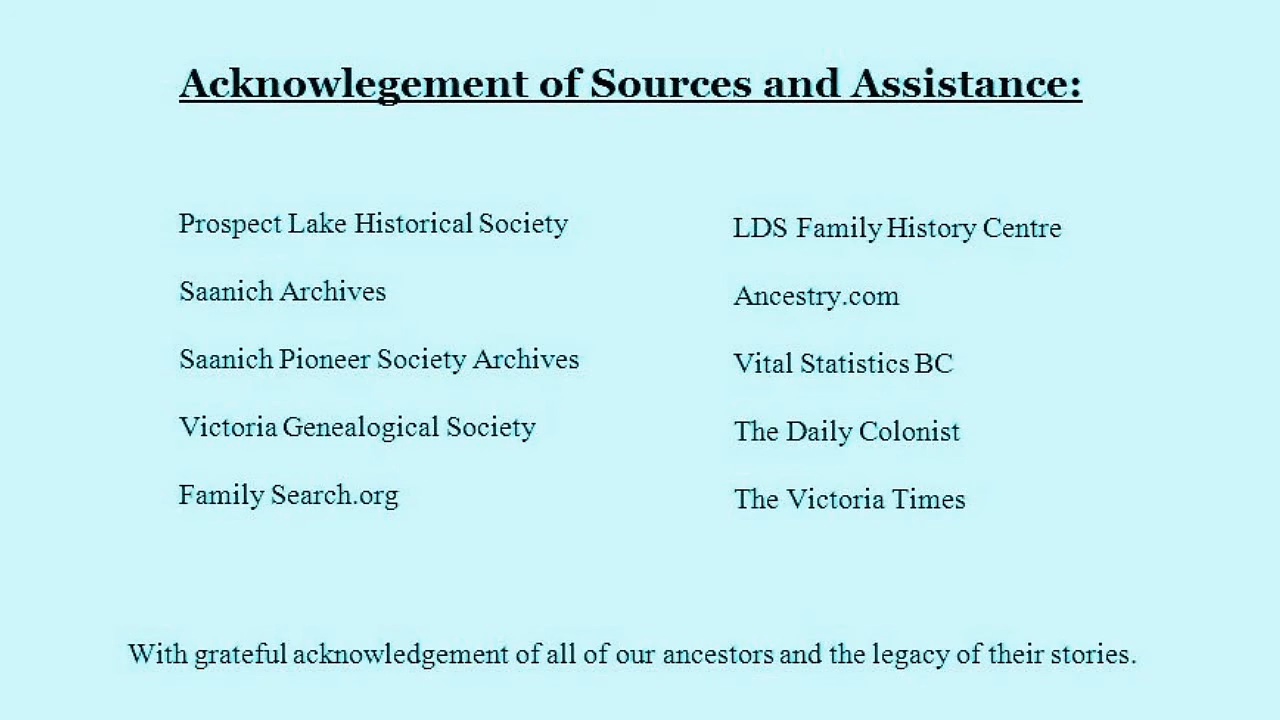 Acknowlegement of Sources and Assistance:
Prospect Lake Historical Society
Saanich Archives
Saanich Pioneer Society Archives
Victoria Genealogical Society
Family Search.org
LDS Family History Centre
Ancestry.com
Vital Statistics BC
The Daily Colonist
The Victoria Times
With grateful acknowledgement of all of our ancestors and the legacy of their stories.